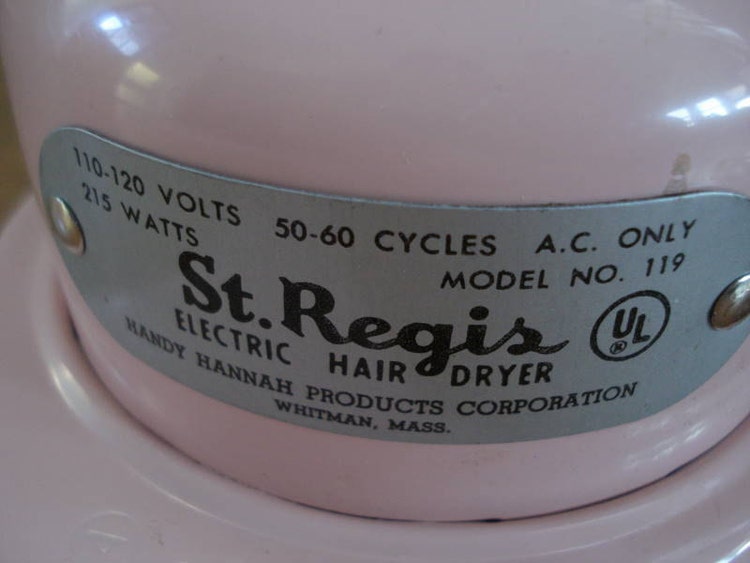 110-120 VOLTS 50-60 CYCLES A.C. ONLY
215 WATTS MODEL NO. 119
St. Regis
UL ®
ELECTRIC HAIR DRYER
HANDY HANNAH PRODUCTS CORPORATION
WHITMAN, MASS.